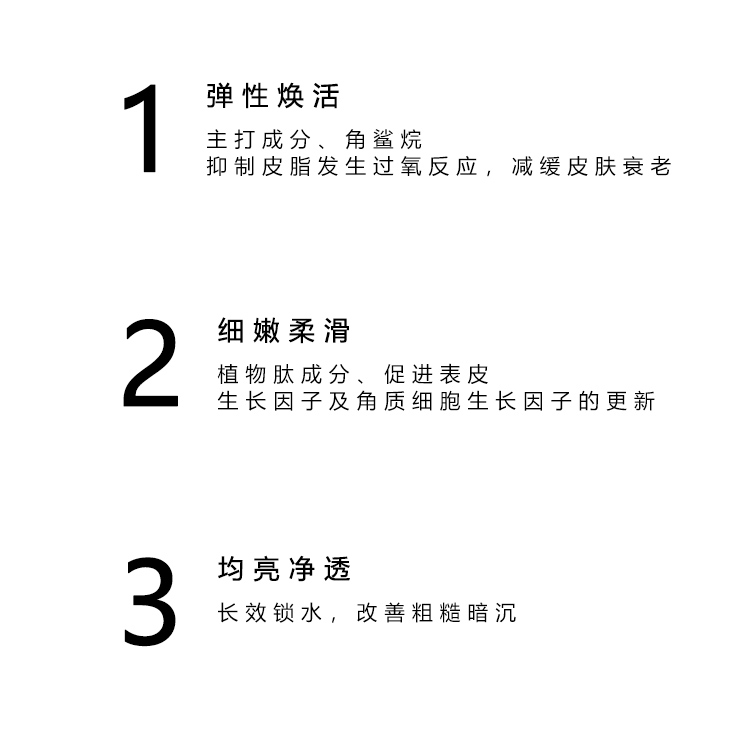 1
弹性焕活
主打成分、角鲨烷
抑制皮脂发生过氧反应，减缓皮肤衰老
2
细嫩柔滑
植物肽成分、促进表皮
生长因子及角质细胞生长因子的更新
3
均亮净透
长效锁水，改善粗糙暗沉